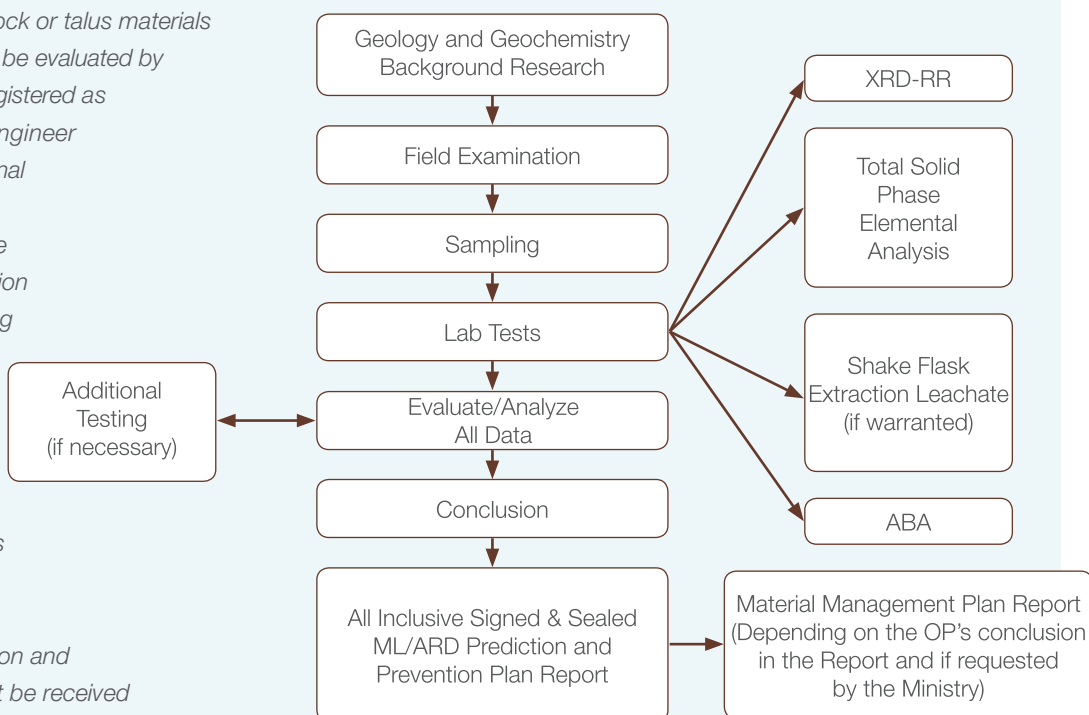 ock or talus materials
be evaluated by
gistered as
ngineer
nal
e
ion
g
s
on and
t be received
Geology and Geochemistry
Background Research
Field Examination
Sampling
Lab Tests
Evaluate/Analyze
All Data
Additional
Testing
(if necessary)
Conclusion
All Inclusive Signed & Sealed
ML/ARD Prediction and
Prevention Plan Report
XRD-RR
Total Solid
Phase
Elemental
Analysis
Shake Flask
Extraction Leachate
(if warranted)
ABA
Material Management Plan Report
(Depending on the OP’s conclusion
in the Report and if requested
by the Ministry)